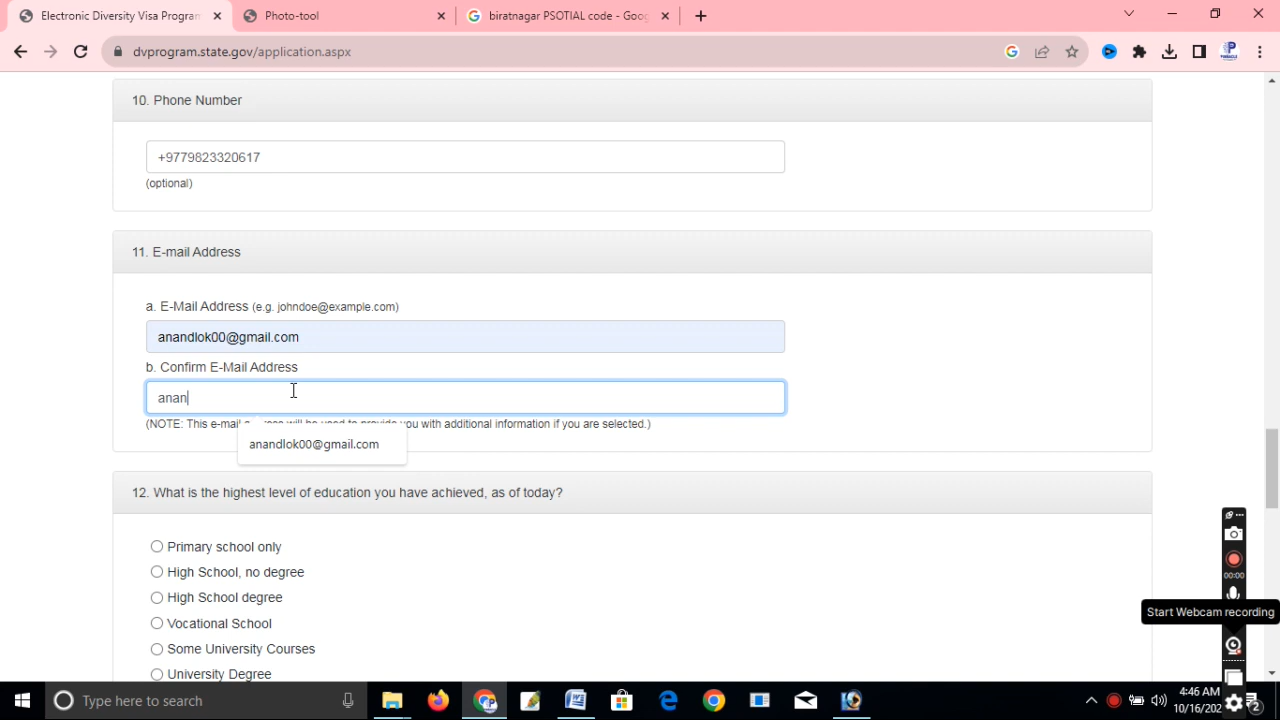 Electronic Diversity Visa Program
Photo-tool
biratnagar PSOTIAL code - Goog
dvprogram.state.gov/application.aspx
10. Phone Number
+9779823320617
(optional)
11. E-mail Address
a. E-Mail Address (e.g. johndoe@example.com)
anandlok00@gmail.com
b. Confirm E-Mail Address
anan
(NOTE: This e-mail will be used to provide you with additional information if you are selected.)
anandlok00@gmail.com
12. What is the highest level of education you have achieved, as of today?
Primary school only
High School, no degree
High School degree
00:00
Start Webcam recording
Vocational School
Some University Courses
University Degree
Type here to search
4:46 AM
10/16/202
2